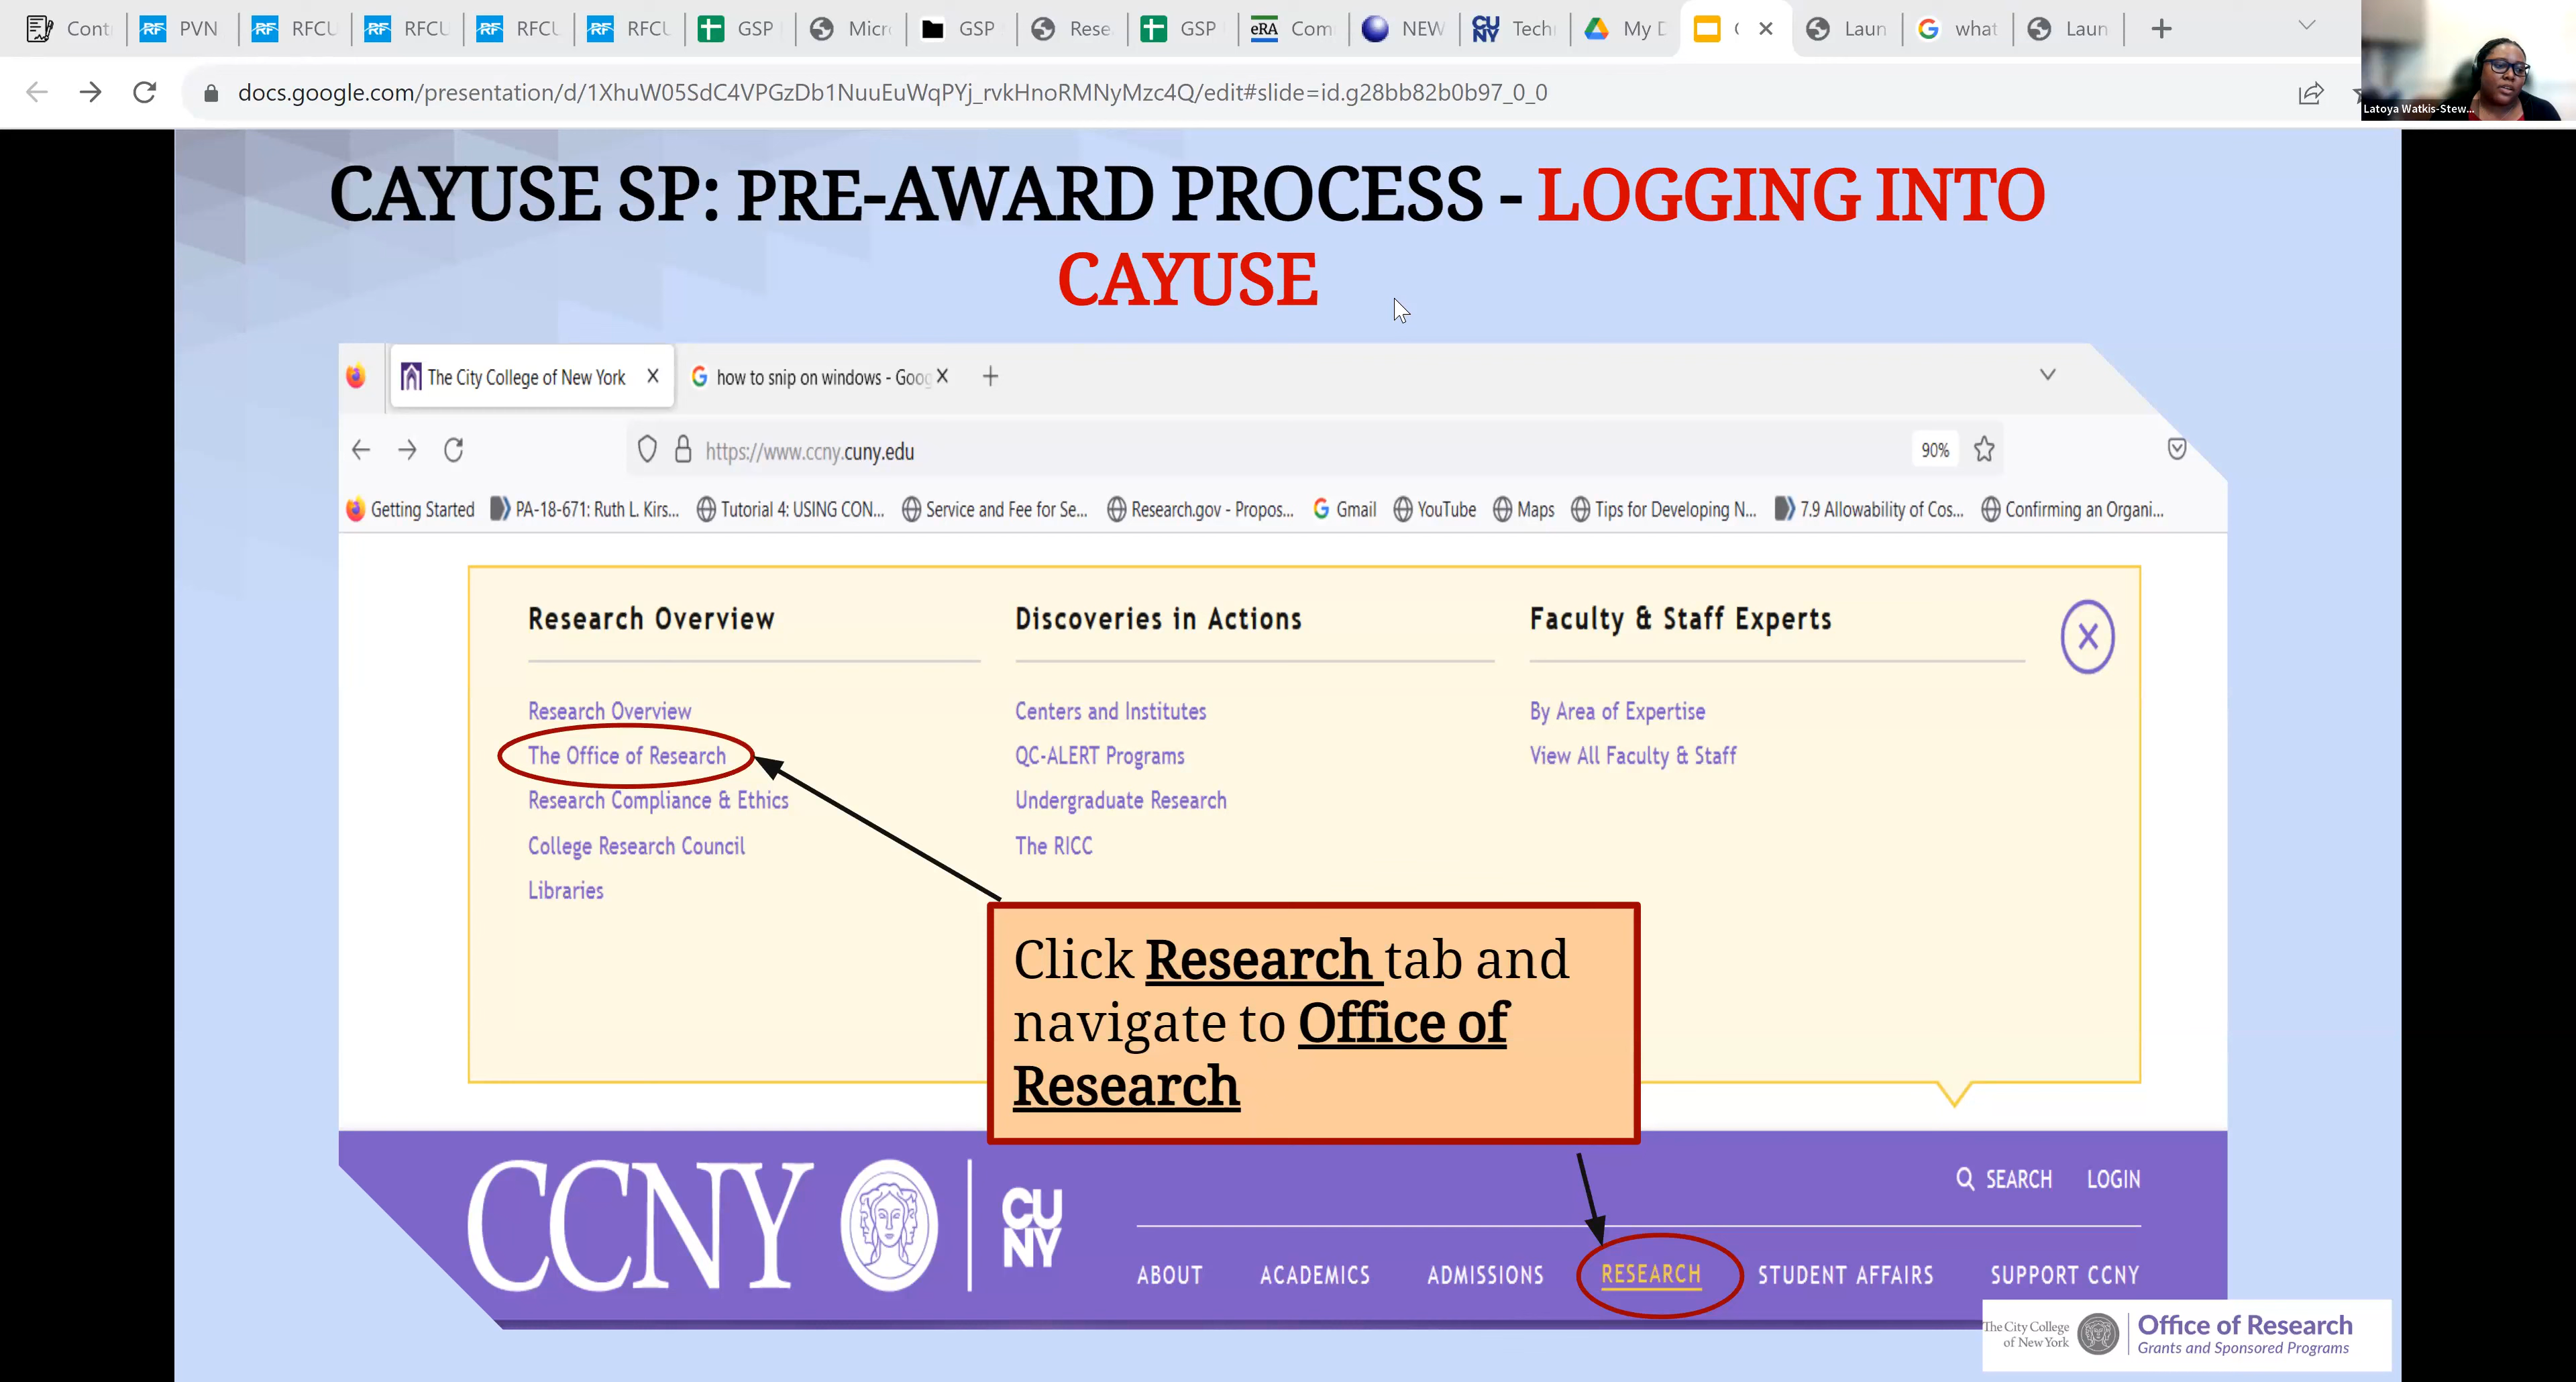 Cont
PVN
RFCU
RFCU
RFCU
RFCU
GSP
Micr
GSP
Rese
GSP
eRA Com
NEW
CU NY Tech
My D
Laun
what
Laun
docs.google.com/presentation/d/1XhuW05SdC4VPGzDb1NuuEuWqPYj_rvkHnoRMNyMzc4Q/edit#slide=id.g28bb82b0b97_0_0
Latoya Watkis-Stew...
CAYUSE SP: PRE-AWARD PROCESS - LOGGING INTO
CAYUSE
The City College of New York
how to snip on windows - Goog
https://www.ccny.cuny.edu
90%
Getting Started
PA-18-671: Ruth L. Kirs...
Tutorial 4: USING CON...
Service and Fee for Se...
Research.gov - Propos...
Gmail
YouTube
Maps
Tips for Developing N...
7.9 Allowability of Cos...
Confirming an Organi...
Research Overview
Research Overview
The Office of Research
Research Compliance & Ethics
College Research Council
Libraries
Discoveries in Actions
Centers and Institutes
QC-ALERT Programs
Undergraduate Research
The RICC
Faculty & Staff Experts
By Area of Expertise
View All Faculty & Staff
Click Research tab and
navigate to Office of
Research
CCNY
CU
NY
SEARCH LOGIN
ABOUT ACADEMICS ADMISSIONS RESEARCH STUDENT AFFAIRS SUPPORT CCNY
The City College
of New York
Office of Research
Grants and Sponsored Programs